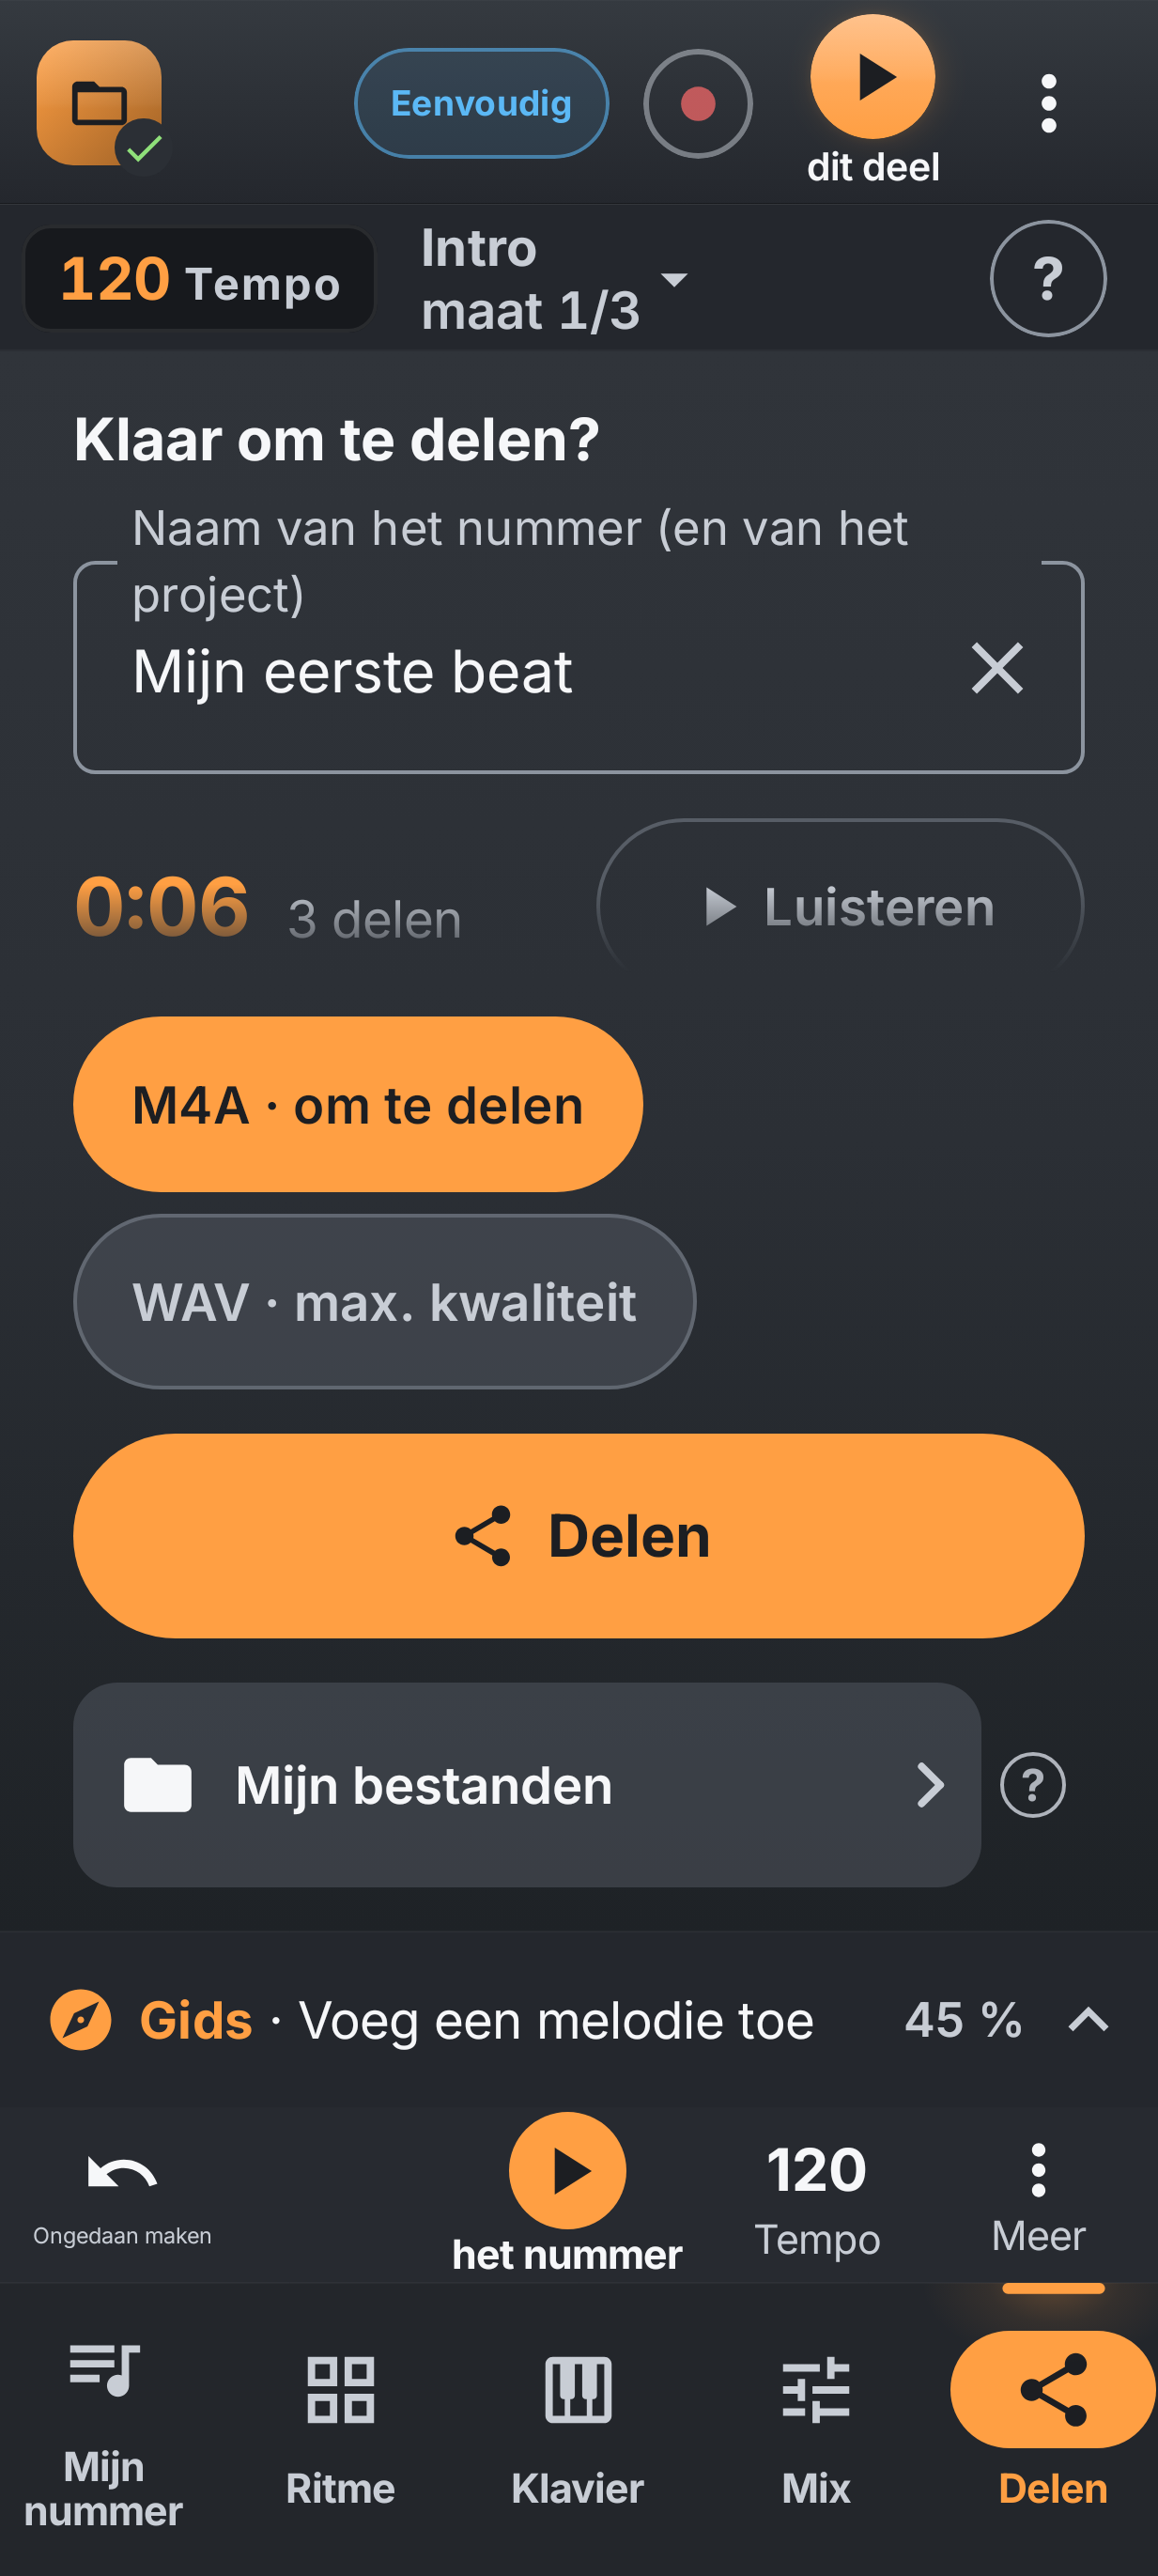 Eenvoudig
dit deel
120 Tempo
Intro
maat 1/3
?
Klaar om te delen?
Naam van het nummer (en van het
project)
Mijn eerste beat
0:06 3 delen
Luisteren
M4A · om te delen
WAV · max. kwaliteit
Delen
Mijn bestanden
?
Gids · Voeg een melodie toe 45 %
Ongedaan maken
het nummer
120
Tempo
Meer
Mijn
nummer
Ritme
Klavier
Mix
Delen